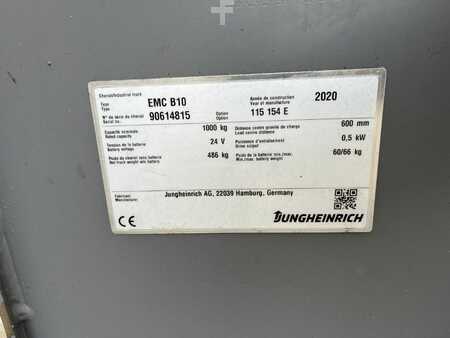 Chariot/Industrial truck
Type
Type EMC B10 Année de construction
Year of manufacture 2020
N° de série du chariot
Serial no. 90614815 Option
Option 115 154 E
Capacité nominale
Rated capacity 1000 kg Distance centre gravité de charge
Load centre distance 600 mm
Tension de la batterie
Battery voltage 24 V Puissance d'entraînement
Drive output 0,5 kW
Poids du chariot sans batterie
Net truck weight w/o battery 486 kg Poids de la batterie min./max.
Min./max. battery weight 60/66 kg
Fabricant
Manufacturer Jungheinrich AG, 22039 Hamburg, Germany
CE
JUNGHEINRICH